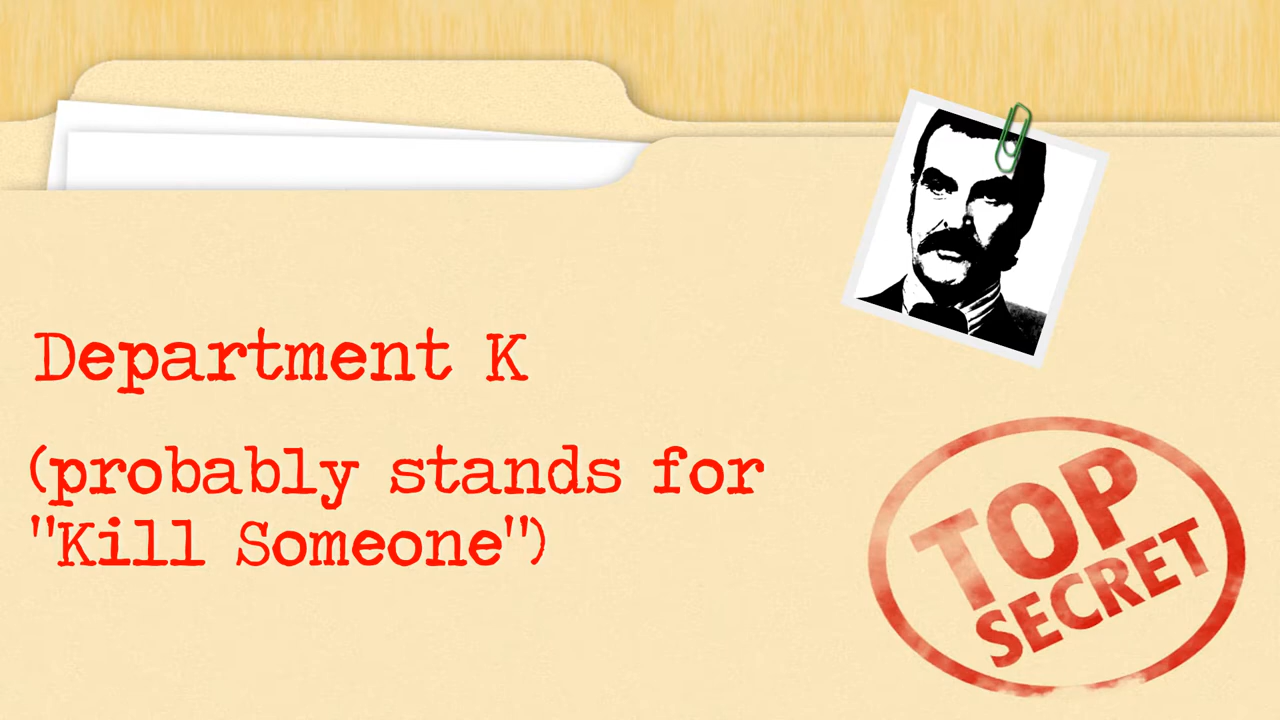 Department K
(probably stands for
"Kill Someone")
TOP
SECRET